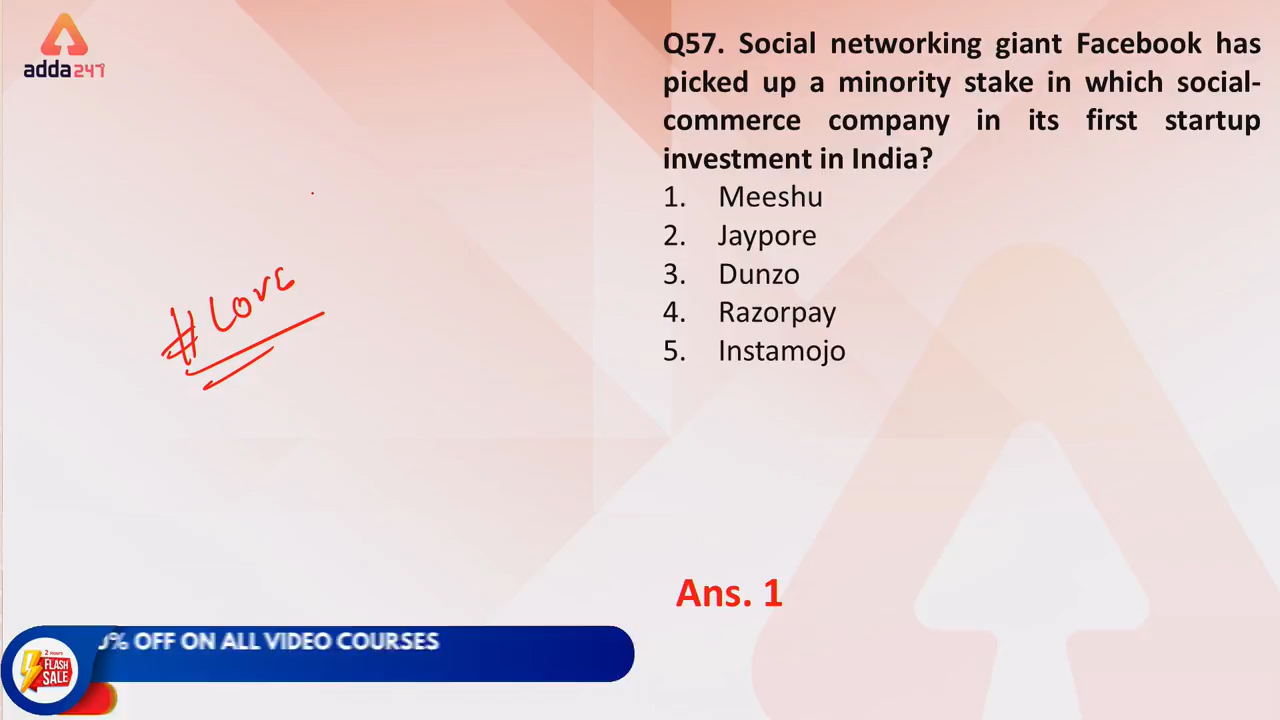 adda247
Q57. Social networking giant Facebook has
picked up a minority stake in which social-
commerce company in its first startup
investment in India?
1. Meeshu
2. Jaypore
3. Dunzo
4. Razorpay
5. Instamojo
#Love
Ans. 1
% OFF ON ALL VIDEO COURSES
2 Hours
FLASH
SALE